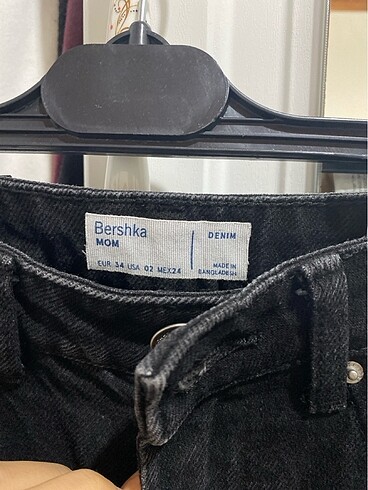 Bershka
MOM
DENIM
EUR 34 USA 02 MEX24
MADE IN
BANGLADESH